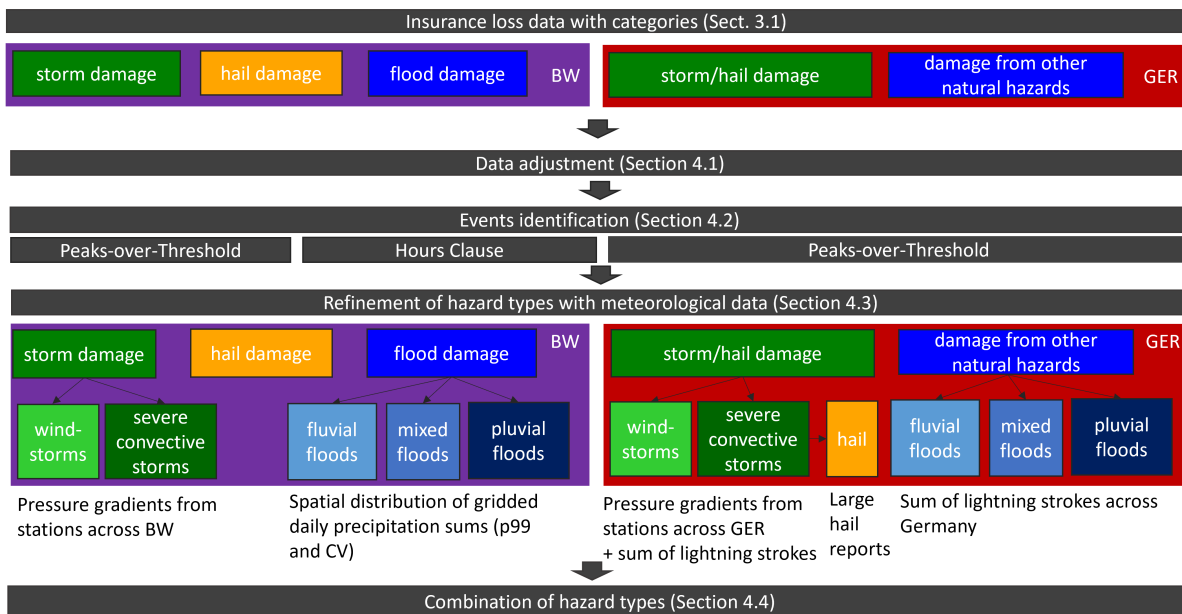 Insurance loss data with categories (Sect. 3.1)
storm damage
hail damage
flood damage
BW
storm/hail damage
damage from other
natural hazards
GER
Data adjustment (Section 4.1)
Events identification (Section 4.2)
Peaks-over-Threshold
Hours Clause
Peaks-over-Threshold
Refinement of hazard types with meteorological data (Section 4.3)
storm damage
hail damage
flood damage
BW
storm/hail damage
damage from other
natural hazards
GER
wind-
storms
severe
convective
storms
fluvial
floods
mixed
floods
pluvial
floods
wind-
storms
severe
convective
storms
hail
fluvial
floods
mixed
floods
pluvial
floods
Pressure gradients from
stations across BW
Spatial distribution of gridded
daily precipitation sums (p99
and CV)
Pressure gradients from
stations across GER
+ sum of lightning strokes
Large
hail
reports
Sum of lightning strokes across
Germany
Combination of hazard types (Section 4.4)